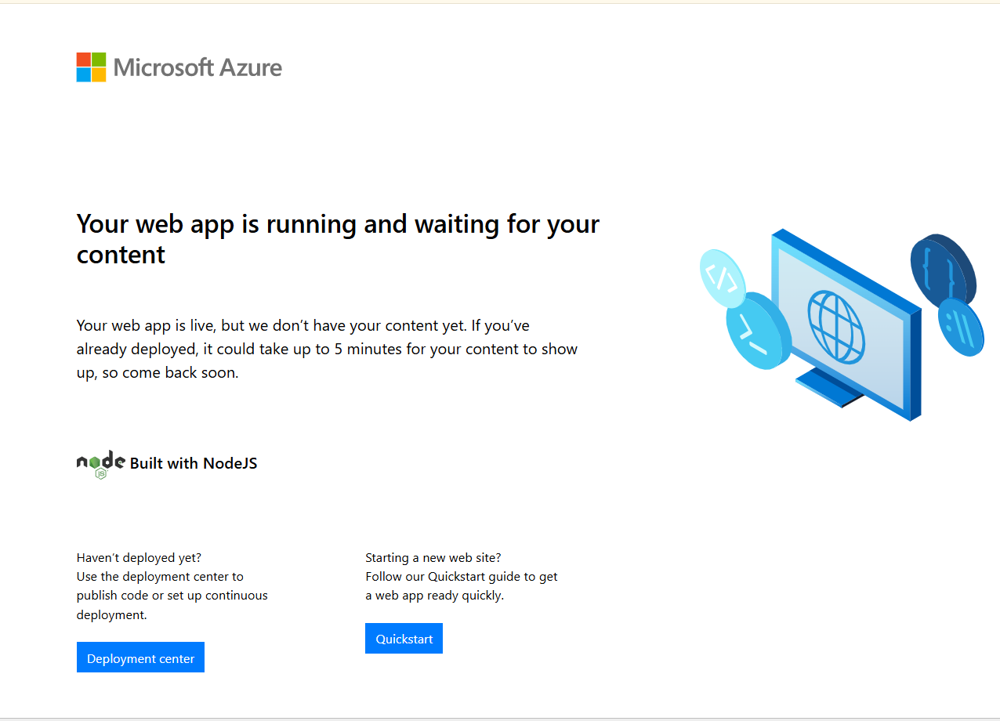 Microsoft Azure
Your web app is running and waiting for your
content
Your web app is live, but we don’t have your content yet. If you’ve
already deployed, it could take up to 5 minutes for your content to show
up, so come back soon.
node
JS
Built with NodeJS
Haven’t deployed yet?
Use the deployment center to
publish code or set up continuous
deployment.
Deployment center
Starting a new web site?
Follow our Quickstart guide to get
a web app ready quickly.
Quickstart